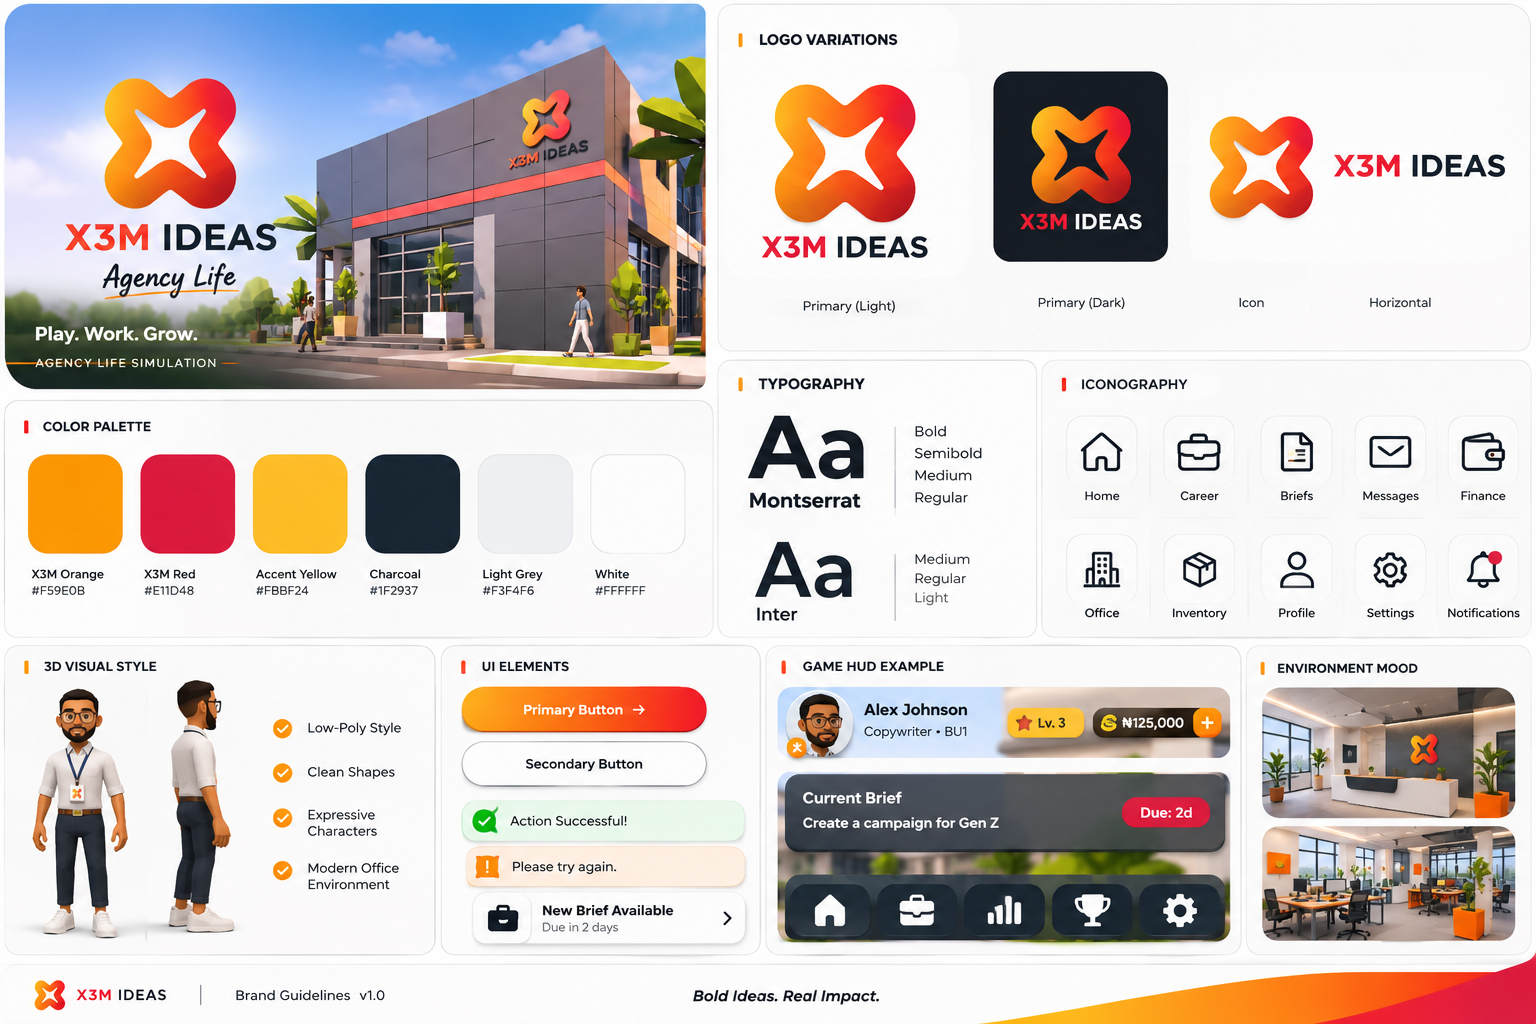 X3M IDEAS
Agency Life
Play. Work. Grow.
AGENCY LIFE SIMULATION
X3M IDEAS
LOGO VARIATIONS
X3M IDEAS
Primary (Light)
X3M IDEAS
Primary (Dark)
Icon
X3M IDEAS
Horizontal
COLOR PALETTE
X3M Orange
#F59E0B
X3M Red
#E11D48
Accent Yellow
#FBBF24
Charcoal
#1F2937
Light Grey
#F3F4F6
White
#FFFFFF
TYPOGRAPHY
Aa
Montserrat
Bold
Semibold
Medium
Regular
Aa
Inter
Medium
Regular
Light
ICONOGRAPHY
Home
Career
Briefs
Messages
Finance
Office
Inventory
Profile
Settings
Notifications
3D VISUAL STYLE
Low-Poly Style
Clean Shapes
Expressive
Characters
Modern Office
Environment
UI ELEMENTS
Primary Button →
Secondary Button
Action Successful!
Please try again.
New Brief Available
Due in 2 days
GAME HUD EXAMPLE
Alex Johnson
Copywriter • BU1
Lv. 3
₦125,000
Current Brief
Create a campaign for Gen Z
Due: 2d
ENVIRONMENT MOOD
X3M IDEAS
Brand Guidelines v1.0
Bold Ideas. Real Impact.